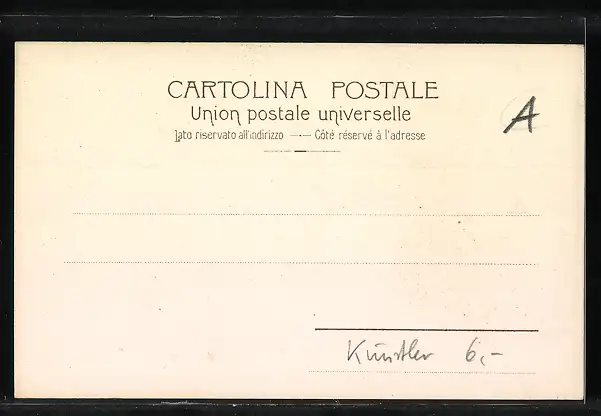 CARTOLINA POSTALE
Union postale universelle
A
lato riservato all'indirizzo —·— Côté réservé à l'adresse
Künstler 6,-